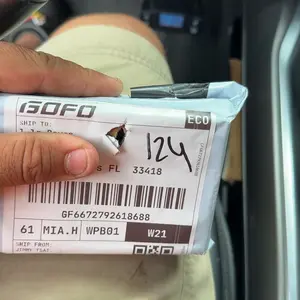 GOFO
ECO
SHIP TO:
124
FL 33418
GF6672792618688
61 MIA.H WPB01 W21
SHIP FROM: